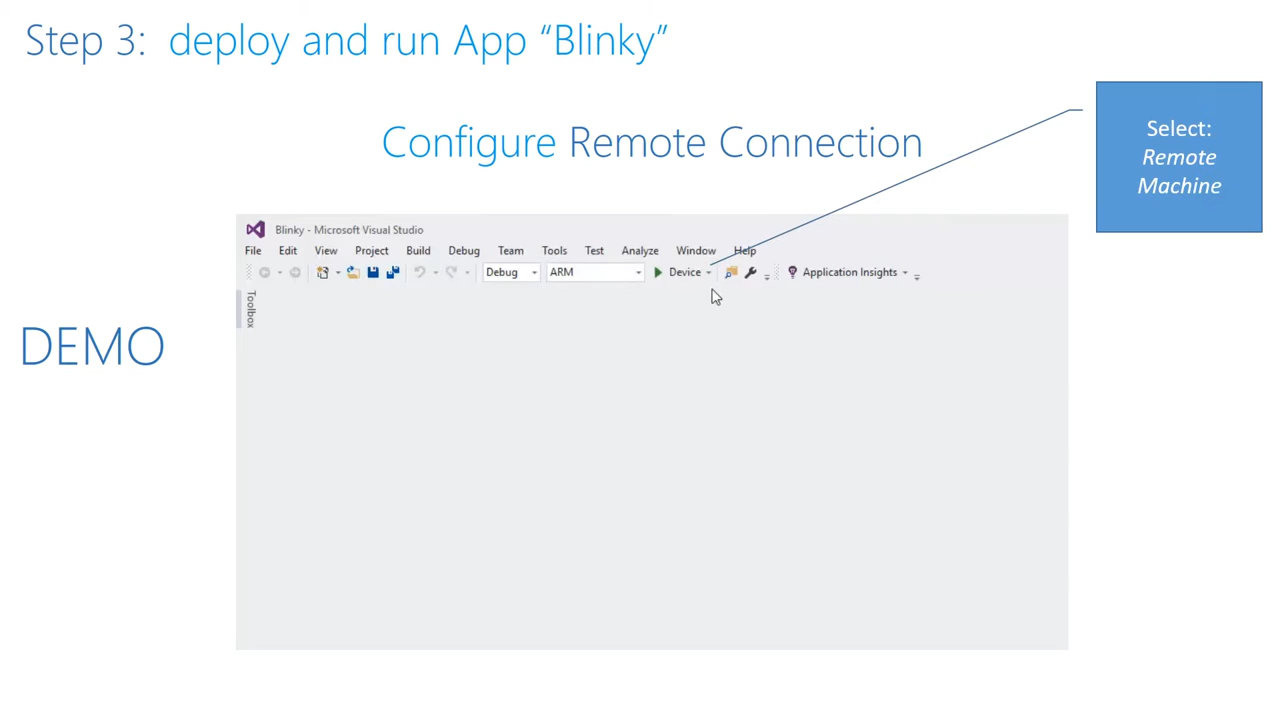 Step 3: deploy and run App “Blinky”
Configure Remote Connection
Select:
Remote
Machine
Blinky - Microsoft Visual Studio
File Edit View Project Build Debug Team Tools Test Analyze Window Help
Debug ARM Device Application Insights
Toolbox
DEMO